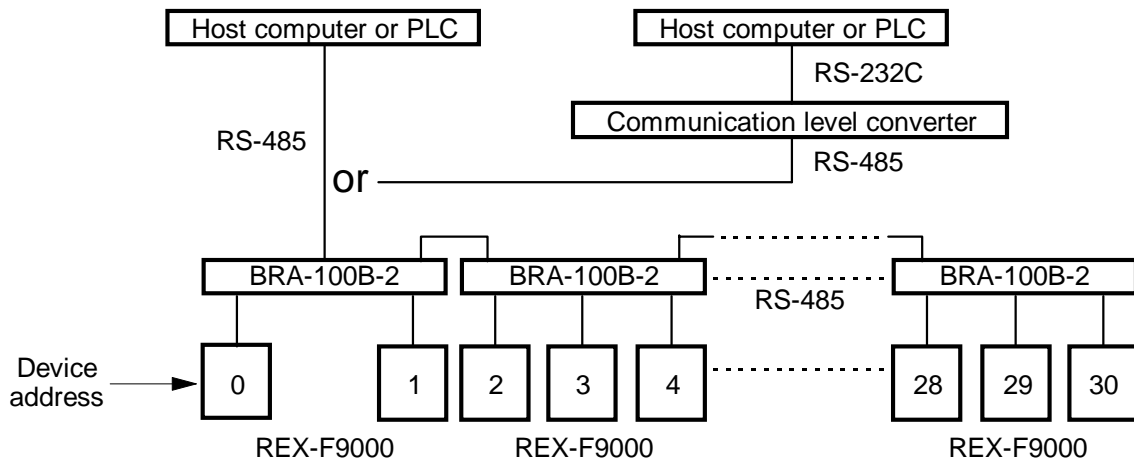 Host computer or PLC
Host computer or PLC
RS-232C
Communication level converter
RS-485
RS-485
or
BRA-100B-2
BRA-100B-2
BRA-100B-2
RS-485
Device
address
0
1
2
3
4
28
29
30
REX-F9000
REX-F9000
REX-F9000